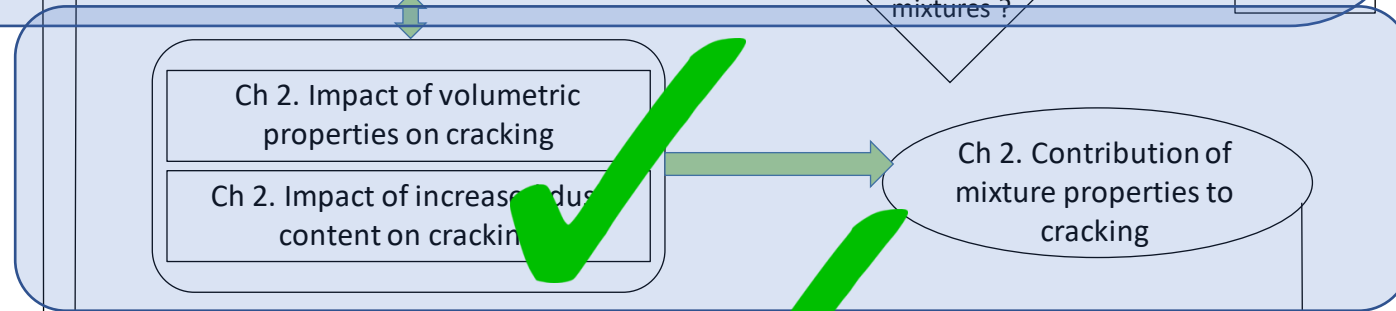 mixtures ?
Ch 2. Impact of volumetric
properties on cracking
Ch 2. Impact of increase dus
content on crackin
Ch 2. Contribution of
mixture properties to
cracking